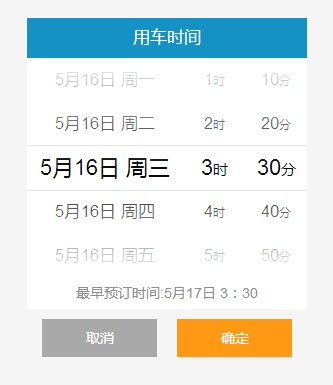 用车时间
5月16日 周一 1时 10分
5月16日 周二 2时 20分
5月16日 周三 3时 30分
5月16日 周四 4时 40分
5月16日 周五 5时 50分
最早预订时间:5月17日 3：30
取消 确定